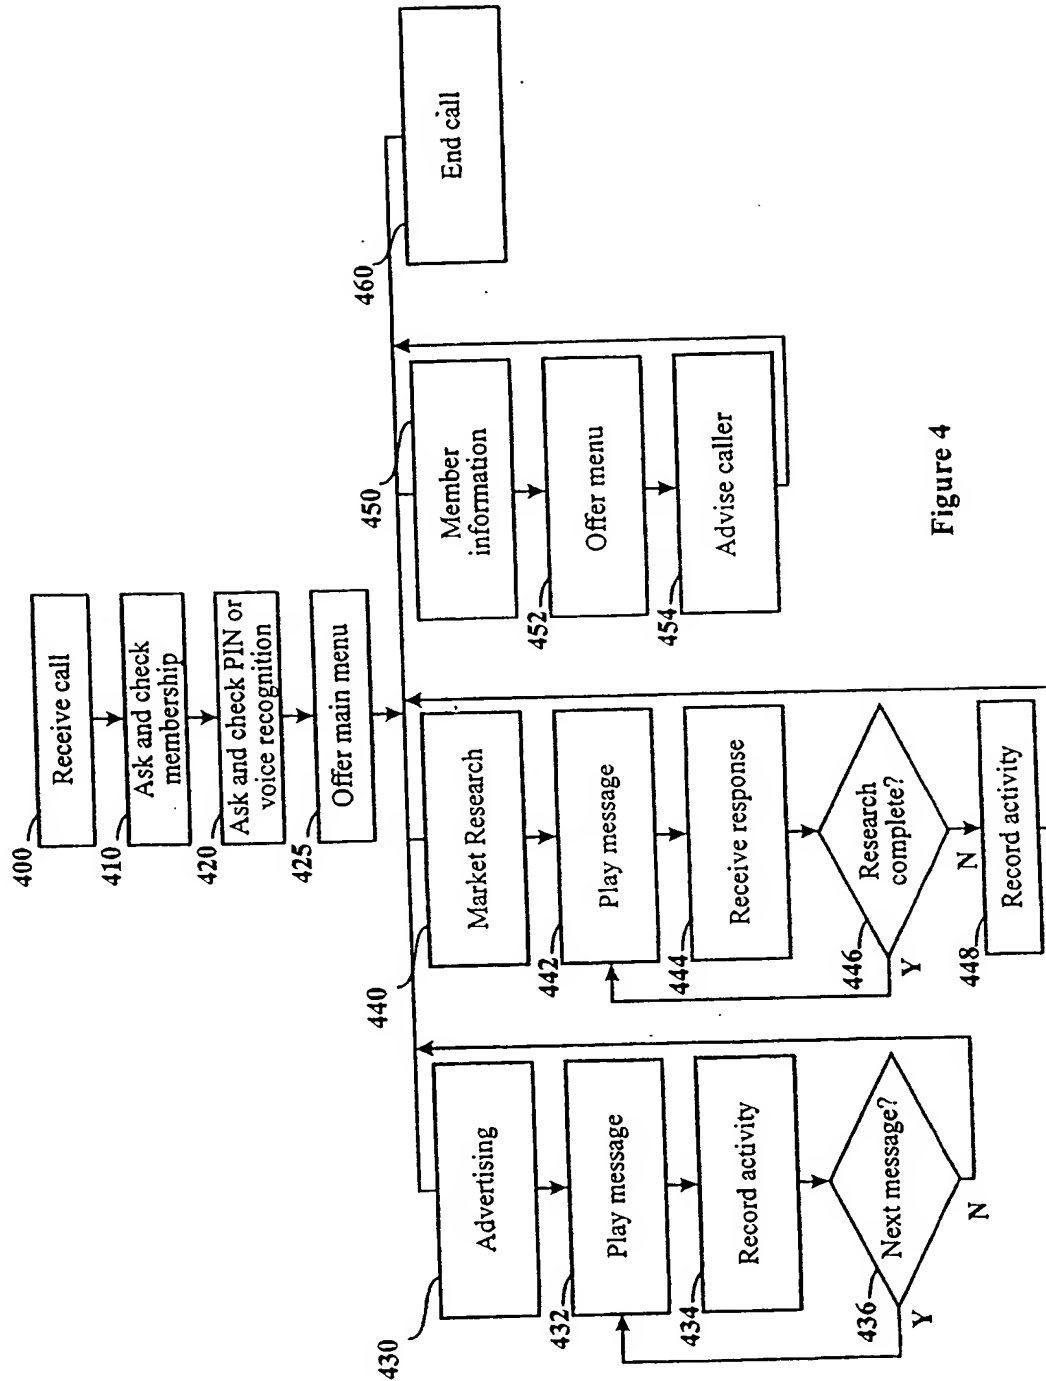 400
Receive call
410
Ask and check
membership
420
Ask and check PIN or
voice recognition
425
Offer main menu
430
Advertising
432
Play message
434
Record activity
436
Next message?
Y
N
440
Market Research
442
Play message
444
Receive response
446
Research
complete?
Y
N
448
Record activity
450
Member
information
452
Offer menu
454
Advise caller
460
End call
Figure 4